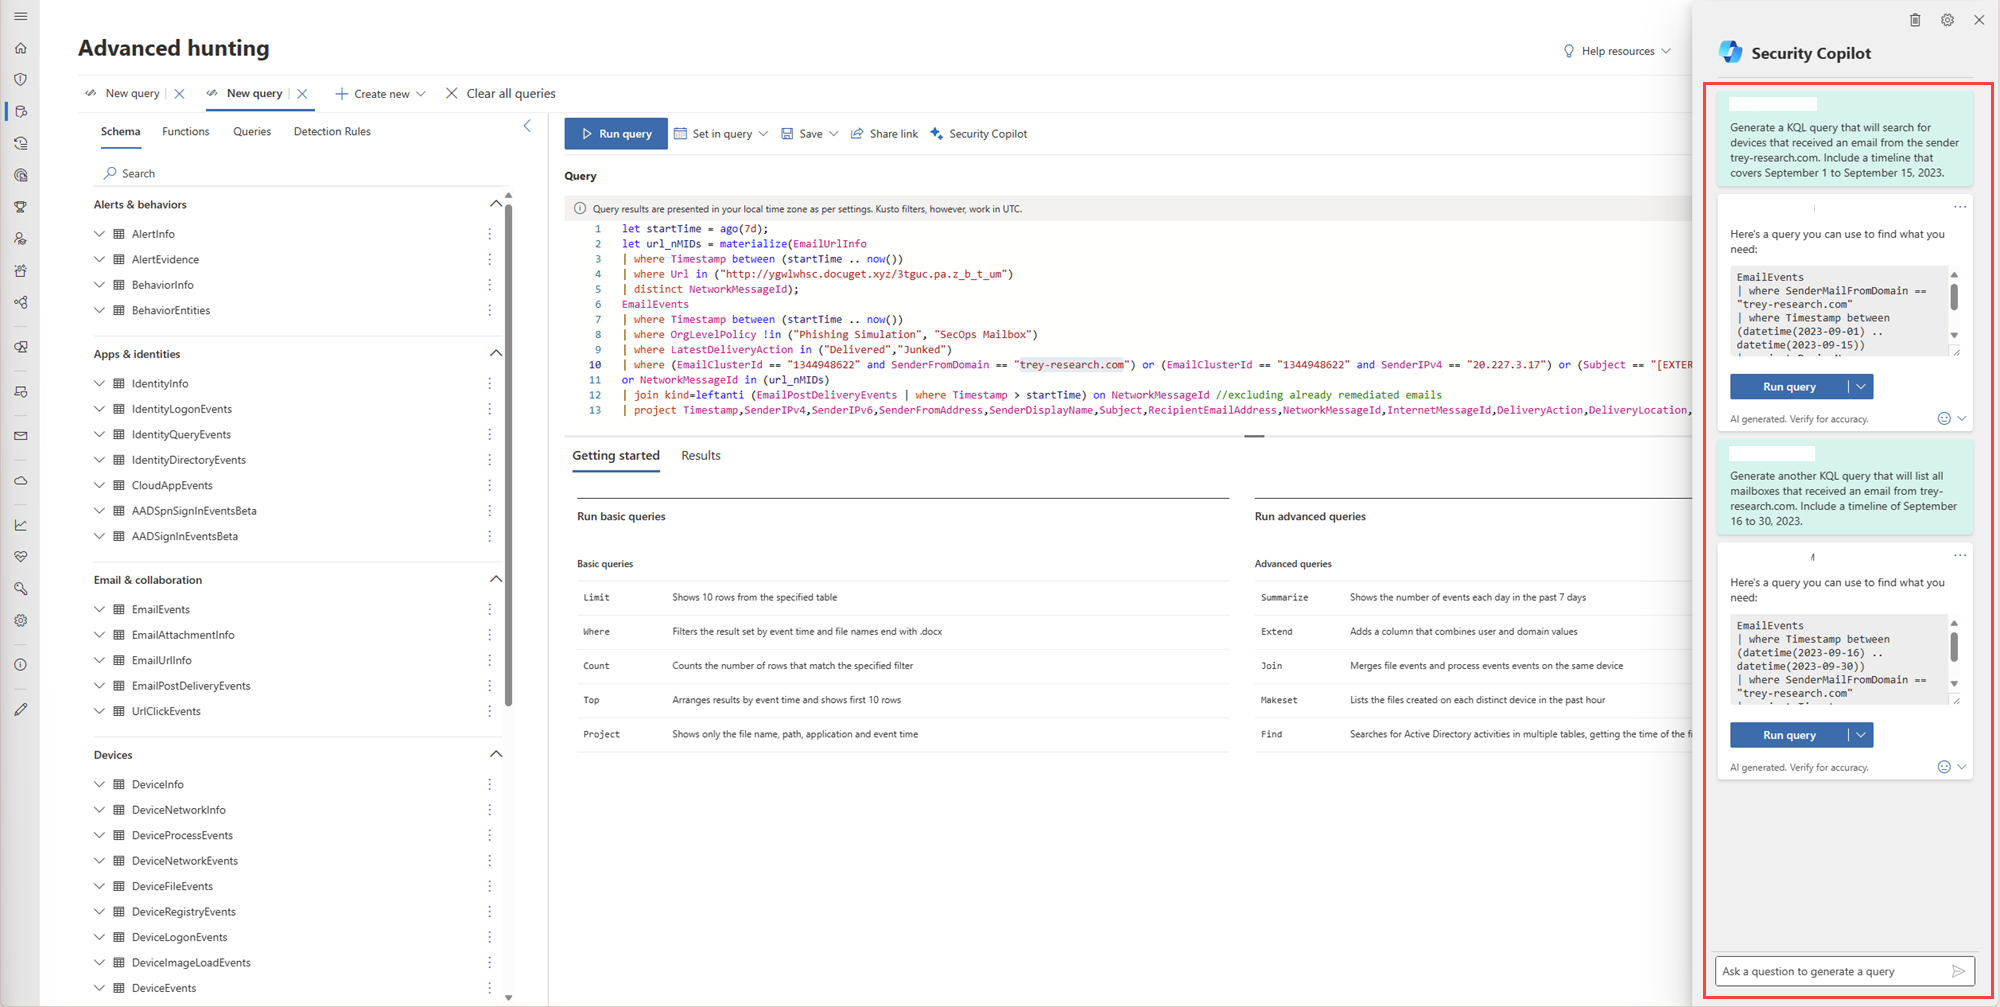 Advanced hunting
Help resources
New query
New query
Create new
Clear all queries
Schema
Functions
Queries
Detection Rules
Search
Alerts & behaviors
AlertInfo
AlertEvidence
BehaviorInfo
BehaviorEntities
Apps & identities
IdentityInfo
IdentityLogonEvents
IdentityQueryEvents
IdentityDirectoryEvents
CloudAppEvents
AADSpnSignInEventsBeta
AADSignInEventsBeta
Email & collaboration
EmailEvents
EmailAttachmentInfo
EmailUrlInfo
EmailPostDeliveryEvents
UrlClickEvents
Devices
DeviceInfo
DeviceNetworkInfo
DeviceProcessEvents
DeviceNetworkEvents
DeviceFileEvents
DeviceRegistryEvents
DeviceLogonEvents
DeviceImageLoadEvents
DeviceEvents
Run query
Set in query
Save
Share link
Security Copilot
Query
Query results are presented in your local time zone as per settings. Kusto filters, however, work in UTC.
1 let startTime = ago(7d);
2 let url_nMIDs = materialize(EmailUrlInfo
3 | where Timestamp between (startTime .. now())
4 | where Url in ("http://ygwlwhsc.docuget.xyz/3tguc.pa.z_b_t_um")
5 | distinct NetworkMessageId);
6 EmailEvents
7 | where Timestamp between (startTime .. now())
8 | where OrgLevelPolicy !in ("Phishing Simulation", "SecOps Mailbox")
9 | where LatestDeliveryAction in ("Delivered","Junked")
10 | where (EmailClusterId == "1344948622" and SenderFromDomain == "trey-research.com") or (EmailClusterId == "1344948622" and SenderIPv4 == "20.227.3.17") or (Subject == "[EXTER
11 or NetworkMessageId in (url_nMIDs)
12 | join kind=leftanti (EmailPostDeliveryEvents | where Timestamp > startTime) on NetworkMessageId //excluding already remediated emails
13 | project Timestamp,SenderIPv4,SenderIPv6,SenderFromAddress,SenderDisplayName,Subject,RecipientEmailAddress,NetworkMessageId,InternetMessageId,DeliveryAction,DeliveryLocation,
Getting started
Results
Run basic queries
Basic queries
Limit Shows 10 rows from the specified table
Where Filters the result set by event time and file names end with .docx
Count Counts the number of rows that match the specified filter
Top Arranges results by event time and shows first 10 rows
Project Shows only the file name, path, application and event time
Run advanced queries
Advanced queries
Summarize Shows the number of events each day in the past 7 days
Extend Adds a column that combines user and domain values
Join Merges file events and process events events on the same device
Makeset Lists the files created on each distinct device in the past hour
Find Searches for Active Directory activities in multiple tables, getting the time of the fi
Security Copilot
Generate a KQL query that will search for
devices that received an email from the sender
trey-research.com. Include a timeline that
covers September 1 to September 15, 2023.
Here's a query you can use to find what you
need:
EmailEvents
| where SenderMailFromDomain ==
"trey-research.com"
| where Timestamp between
(datetime(2023-09-01) ..
datetime(2023-09-15))
Run query
AI generated. Verify for accuracy.
Generate another KQL query that will list all
mailboxes that received an email from trey-
research.com. Include a timeline of September
16 to 30, 2023.
Here's a query you can use to find what you
need:
EmailEvents
| where Timestamp between
(datetime(2023-09-16) ..
datetime(2023-09-30))
| where SenderMailFromDomain ==
"trey-research.com"
Run query
AI generated. Verify for accuracy.
Ask a question to generate a query